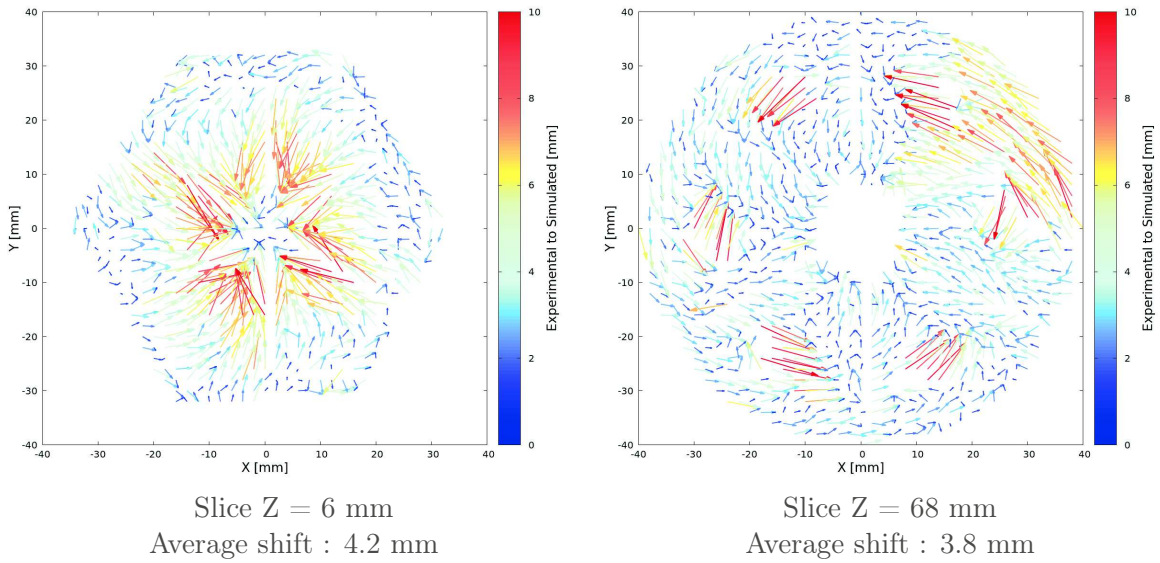 40
30
20
10
0
-10
-20
-30
-40
Y [mm]
-40 -30 -20 -10 0 10 20 30 40
X [mm]
10
8
6
4
2
0
Experimental to Simulated [mm]
Slice Z = 6 mm
Average shift : 4.2 mm
40
30
20
10
0
-10
-20
-30
-40
Y [mm]
-40 -30 -20 -10 0 10 20 30 40
X [mm]
10
8
6
4
2
0
Experimental to Simulated [mm]
Slice Z = 68 mm
Average shift : 3.8 mm